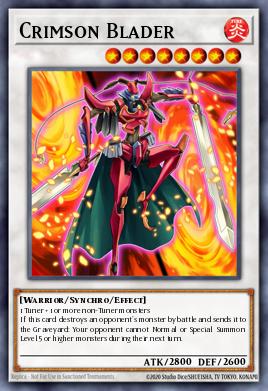 CRIMSON BLADER
FIRE
炎
[WARRIOR/SYNCHRO/EFFECT]
1 Tuner + 1 or more non-Tuner monsters
If this card destroys an opponent's monster by battle and sends it to
the Graveyard: Your opponent cannot Normal or Special Summon
Level 5 or higher monsters during their next turn.
ATK/2800 DEF/2600
Replica - Not For Use in Sanctioned Tournaments
©2020 Studio Dice/SHUEISHA, TV TOKYO, KONAMI